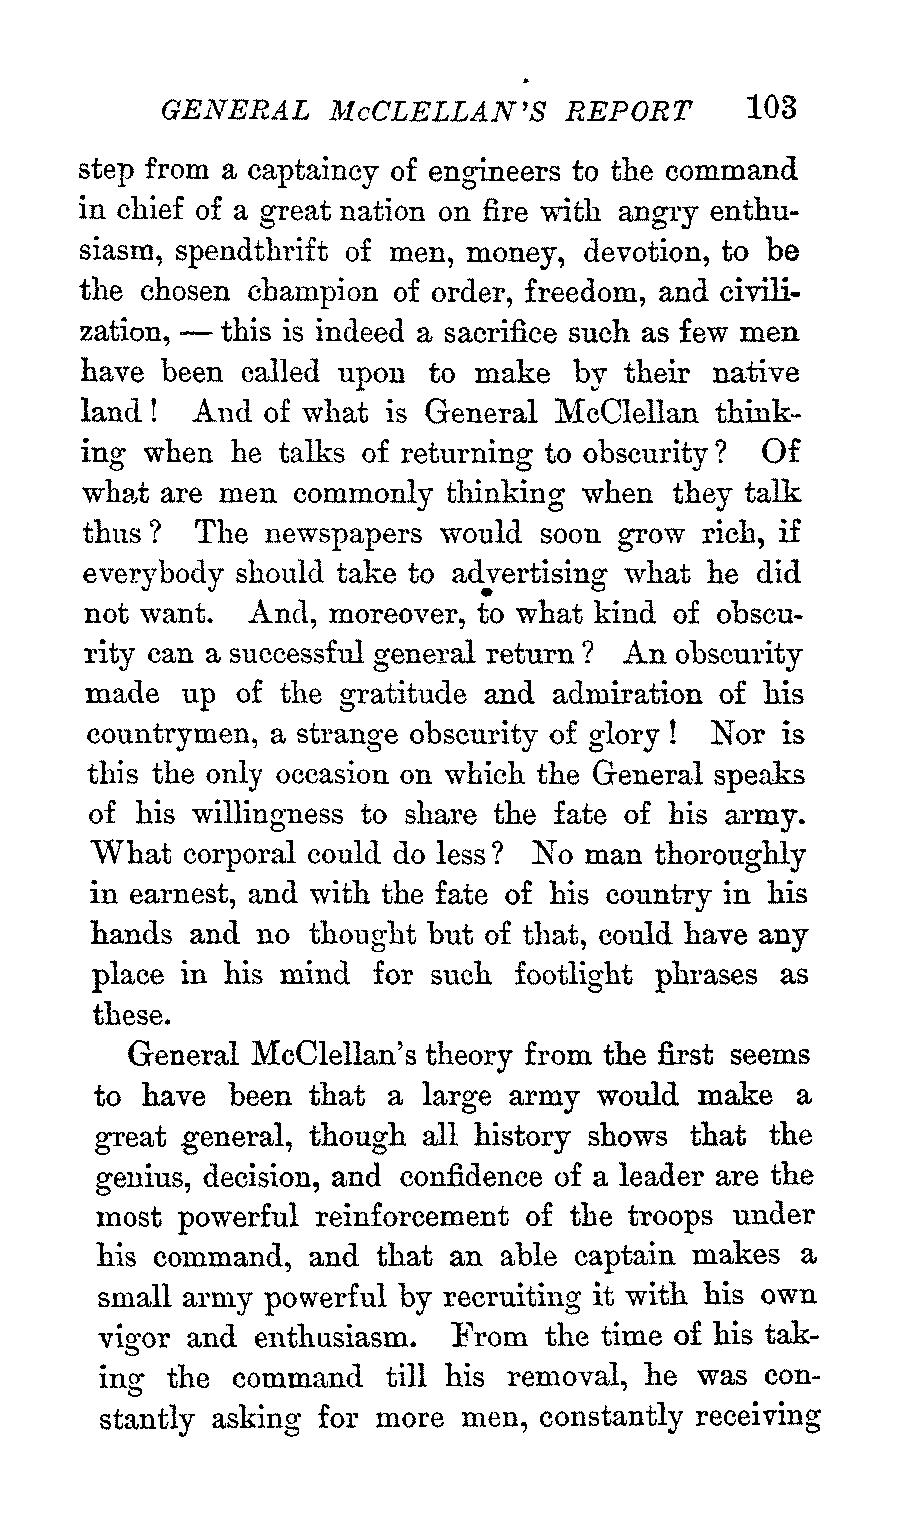 GENERAL McCLELLAN'S REPORT 103
step from a captaincy of engineers to the command
in chief of a great nation on fire with angry enthu-
siasm, spendthrift of men, money, devotion, to be
the chosen champion of order, freedom, and civili-
zation, — this is indeed a sacrifice such as few men
have been called upon to make by their native
land! And of what is General McClellan think-
ing when he talks of returning to obscurity? Of
what are men commonly thinking when they talk
thus? The newspapers would soon grow rich, if
everybody should take to advertising what he did
not want. And, moreover, to what kind of obscu-
rity can a successful general return? An obscurity
made up of the gratitude and admiration of his
countrymen, a strange obscurity of glory! Nor is
this the only occasion on which the General speaks
of his willingness to share the fate of his army.
What corporal could do less? No man thoroughly
in earnest, and with the fate of his country in his
hands and no thought but of that, could have any
place in his mind for such footlight phrases as
these.
General McClellan's theory from the first seems
to have been that a large army would make a
great general, though all history shows that the
genius, decision, and confidence of a leader are the
most powerful reinforcement of the troops under
his command, and that an able captain makes a
small army powerful by recruiting it with his own
vigor and enthusiasm. From the time of his tak-
ing the command till his removal, he was con-
stantly asking for more men, constantly receiving